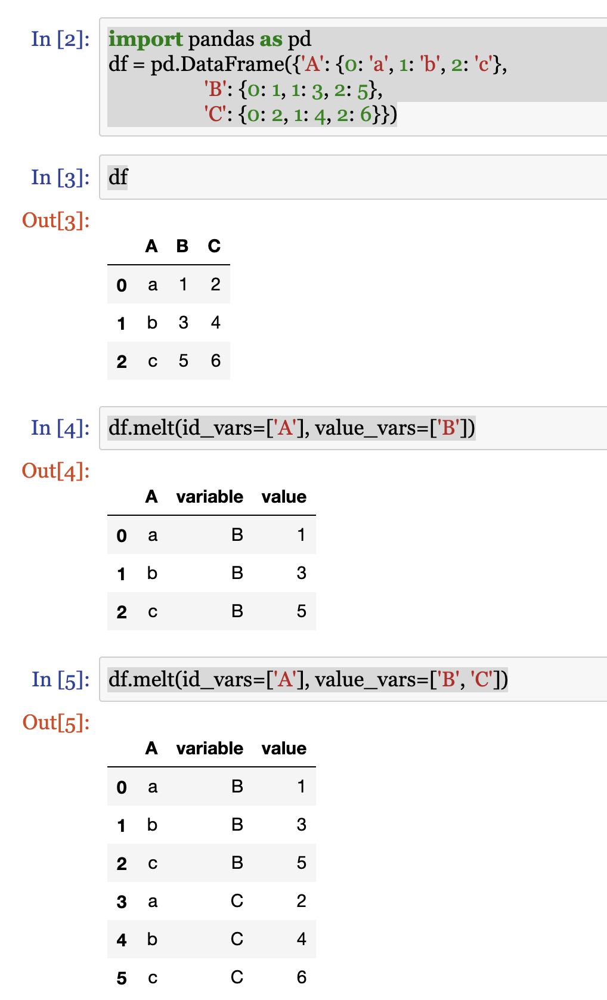 In [2]: import pandas as pd
df = pd.DataFrame({'A': {0: 'a', 1: 'b', 2: 'c'},
'B': {0: 1, 1: 3, 2: 5},
'C': {0: 2, 1: 4, 2: 6}})
In [3]: df
Out[3]:
A B C
0 a 1 2
1 b 3 4
2 c 5 6
In [4]: df.melt(id_vars=['A'], value_vars=['B'])
Out[4]:
A variable value
0 a B 1
1 b B 3
2 c B 5
In [5]: df.melt(id_vars=['A'], value_vars=['B', 'C'])
Out[5]:
A variable value
0 a B 1
1 b B 3
2 c B 5
3 a C 2
4 b C 4
5 c C 6